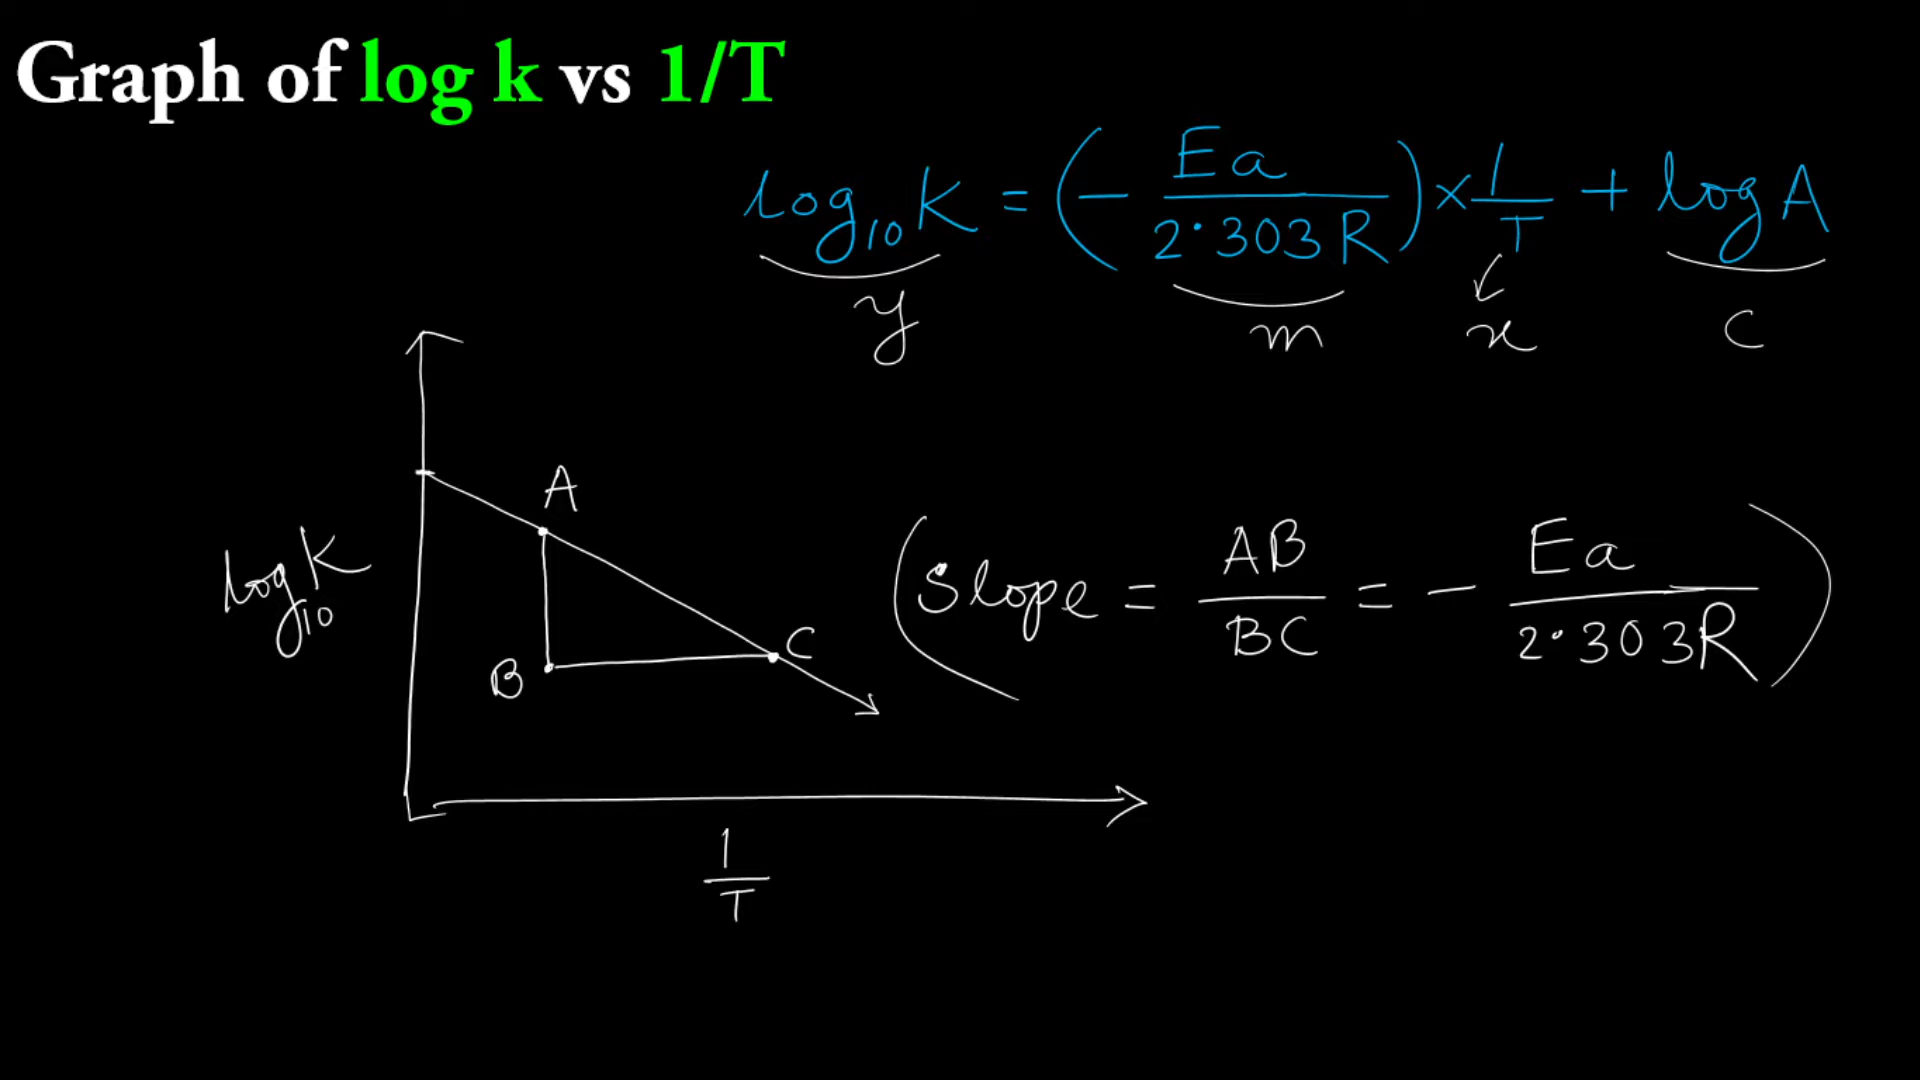 Graph of log k vs 1/T
log₁₀K = (- Ea / 2.303R) × 1/T + log A
y m x c
A
log₁₀K
B
C
(Slope = AB/BC = - Ea / 2.303R)
1/T